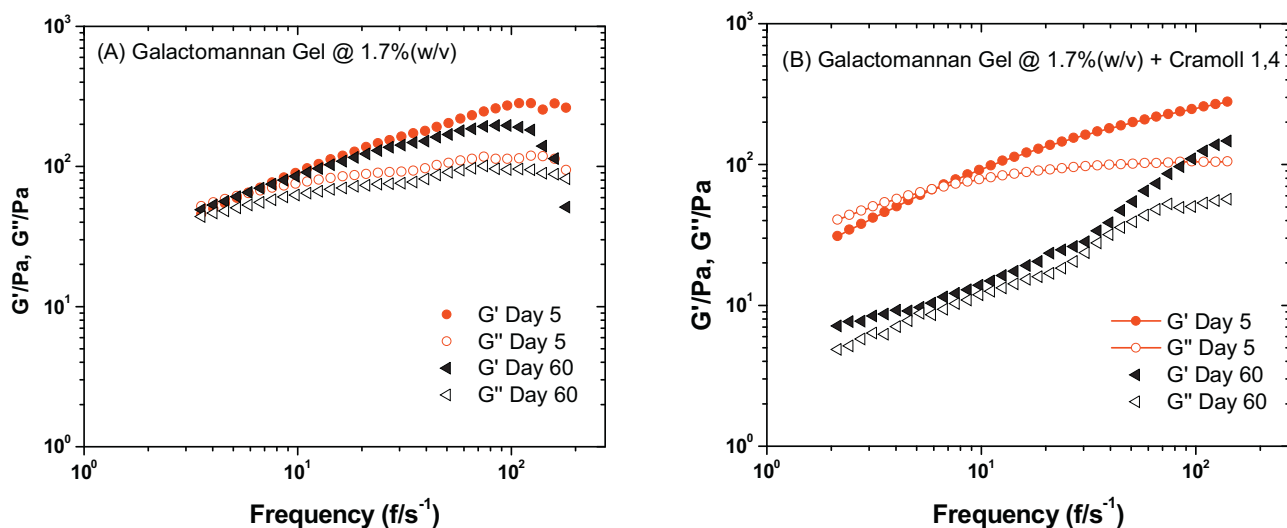 (A) Galactomannan Gel @ 1.7%(w/v)
G'/Pa, G''/Pa
10³
10²
10¹
10⁰
G' Day 5
G'' Day 5
G' Day 60
G'' Day 60
10⁰ 10¹ 10²
Frequency (f/s⁻¹)
(B) Galactomannan Gel @ 1.7%(w/v) + Cramoll 1,4
G'/Pa, G''/Pa
10³
10²
10¹
10⁰
G' Day 5
G'' Day 5
G' Day 60
G'' Day 60
10⁰ 10¹ 10²
Frequency (f/s⁻¹)